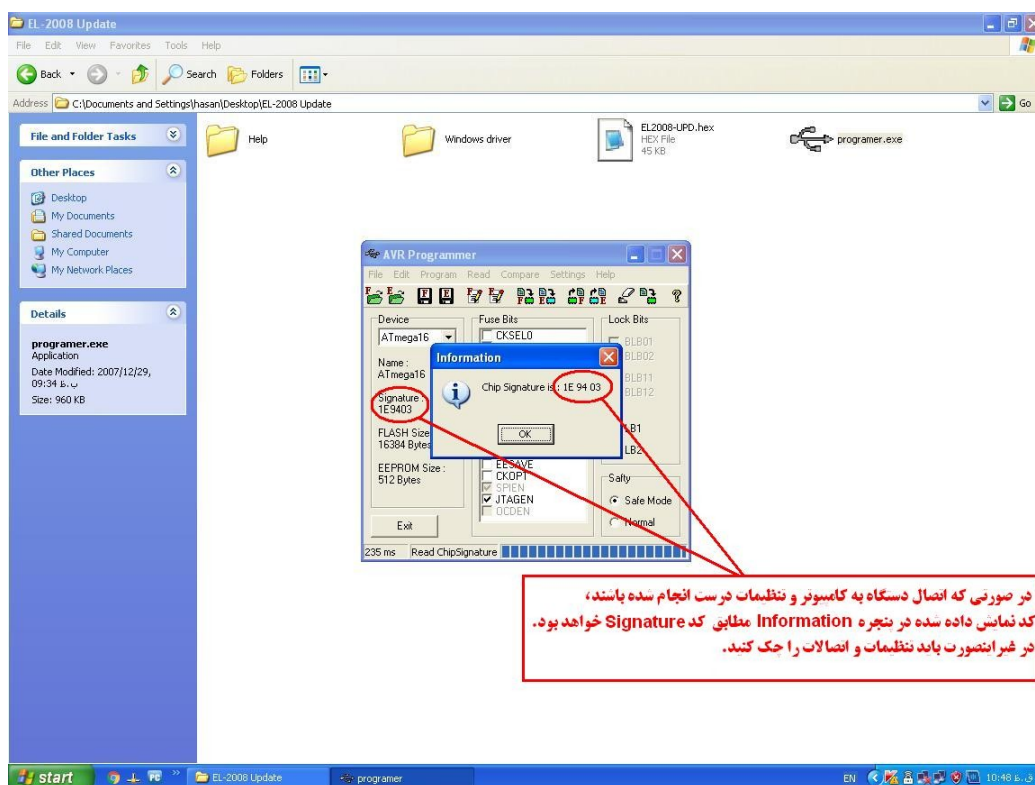 EL-2008 Update
File Edit View Favorites Tools Help
Back Search Folders
Address C:\Documents and Settings\hasan\Desktop\EL-2008 Update Go
File and Folder Tasks
Other Places
Desktop
My Documents
Shared Documents
My Computer
My Network Places
Details
programer.exe
Application
Date Modified: 2007/12/29,
09:34 ب.ظ
Size: 960 KB
Help
Windows driver
EL2008-UPD.hex
HEX File
45 KB
programer.exe
AVR Programmer
File Edit Program Read Compare Settings Help
Device
ATmega16
Name :
ATmega16
Signature :
1E9403
FLASH Size
16384 Bytes
EEPROM Size :
512 Bytes
Exit
Fuse Bits
CKSEL0
Information
Chip Signature is : 1E 94 03
OK
EESAVE
CKOPT
SPIEN
JTAGEN
OCDEN
Lock Bits
BLB01
BLB02
BLB11
BLB12
LB1
LB2
Safty
Safe Mode
Normal
235 ms Read ChipSignature
در صورتی که اتصال دستگاه به کامپیوتر و تنظیمات درست انجام شده باشند،
کد نمایش داده شده در پنجره Information مطابق کد Signature خواهد بود.
در غیر اینصورت باید تنظیمات و اتصالات را چک کنید.
start EL-2008 Update programer EN 10:48 ق.ظ